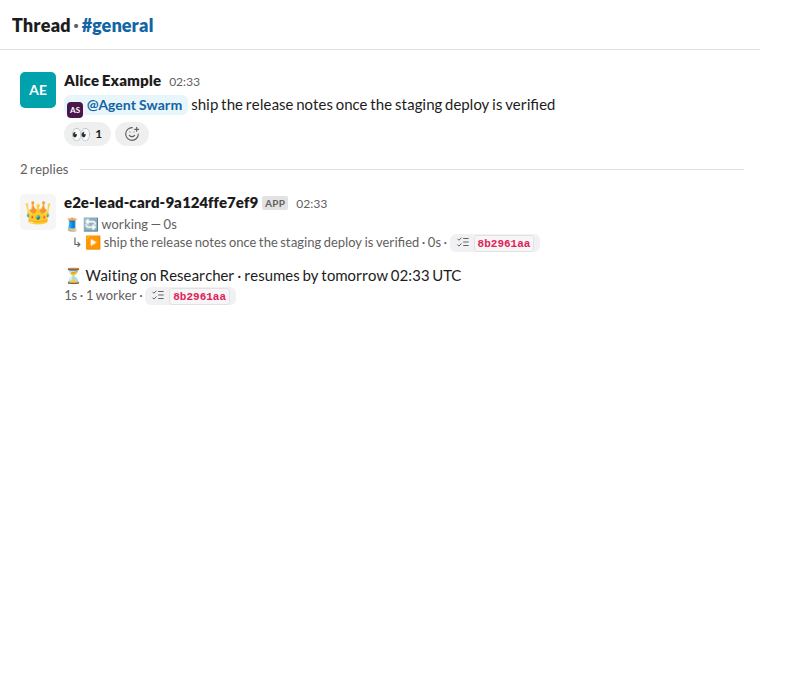 Thread · #general
AE
Alice Example 02:33
AS @Agent Swarm ship the release notes once the staging deploy is verified
👀 1
2 replies
e2e-lead-card-9a124ffe7ef9 APP 02:33
🧵 🔄 working — 0s
↳ ▶️ ship the release notes once the staging deploy is verified · 0s · 8b2961aa
⏳ Waiting on Researcher · resumes by tomorrow 02:33 UTC
1s · 1 worker · 8b2961aa